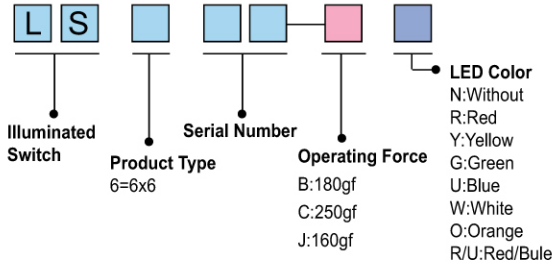 L S
Illuminated
Switch
Product Type
6=6x6
Serial Number
Operating Force
B:180gf
C:250gf
J:160gf
LED Color
N:Without
R:Red
Y:Yellow
G:Green
U:Blue
W:White
O:Orange
R/U:Red/Bule